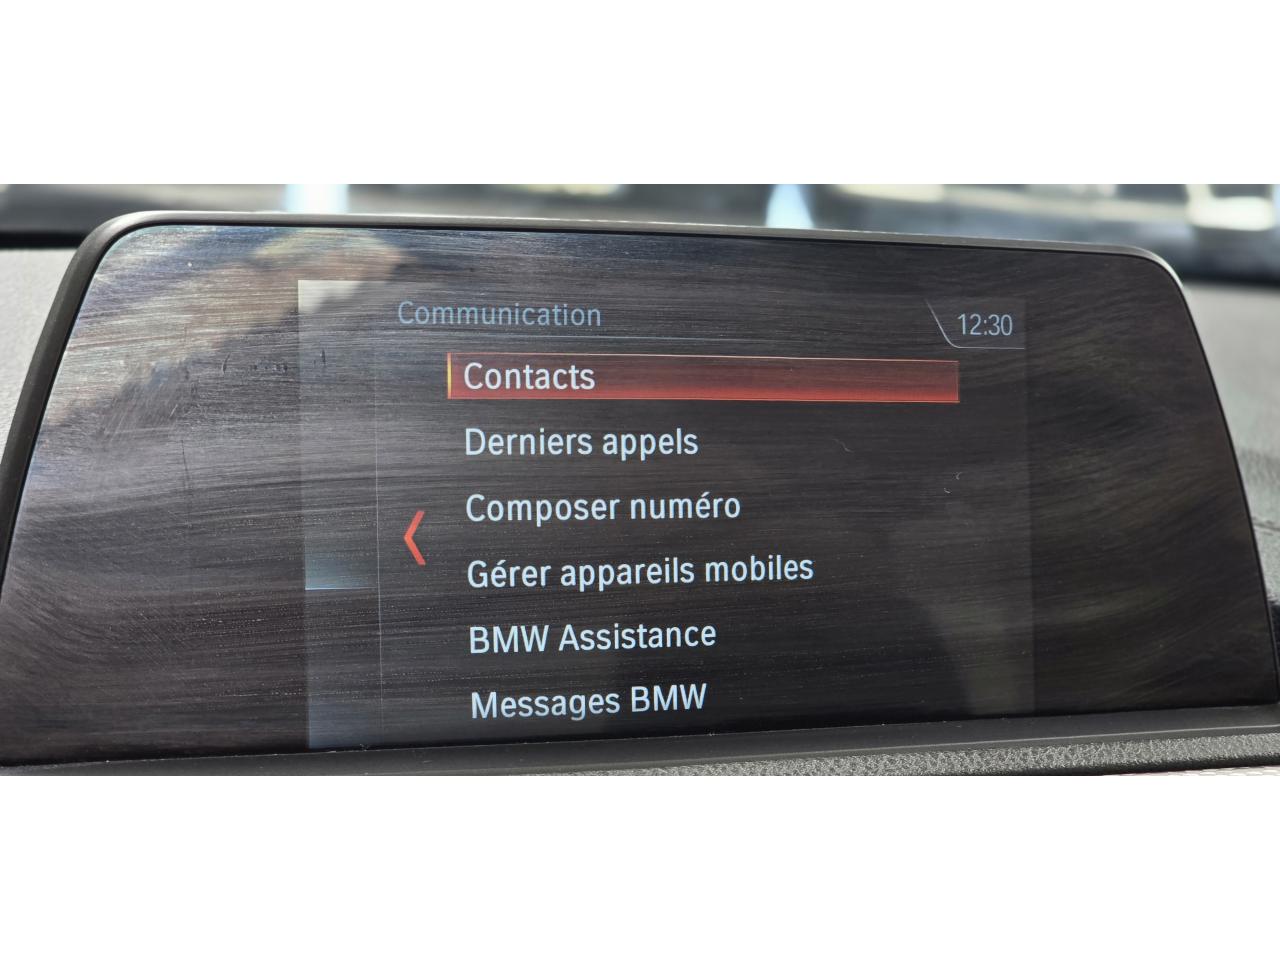 Communication
12:30
Contacts
Derniers appels
Composer numéro
Gérer appareils mobiles
BMW Assistance
Messages BMW